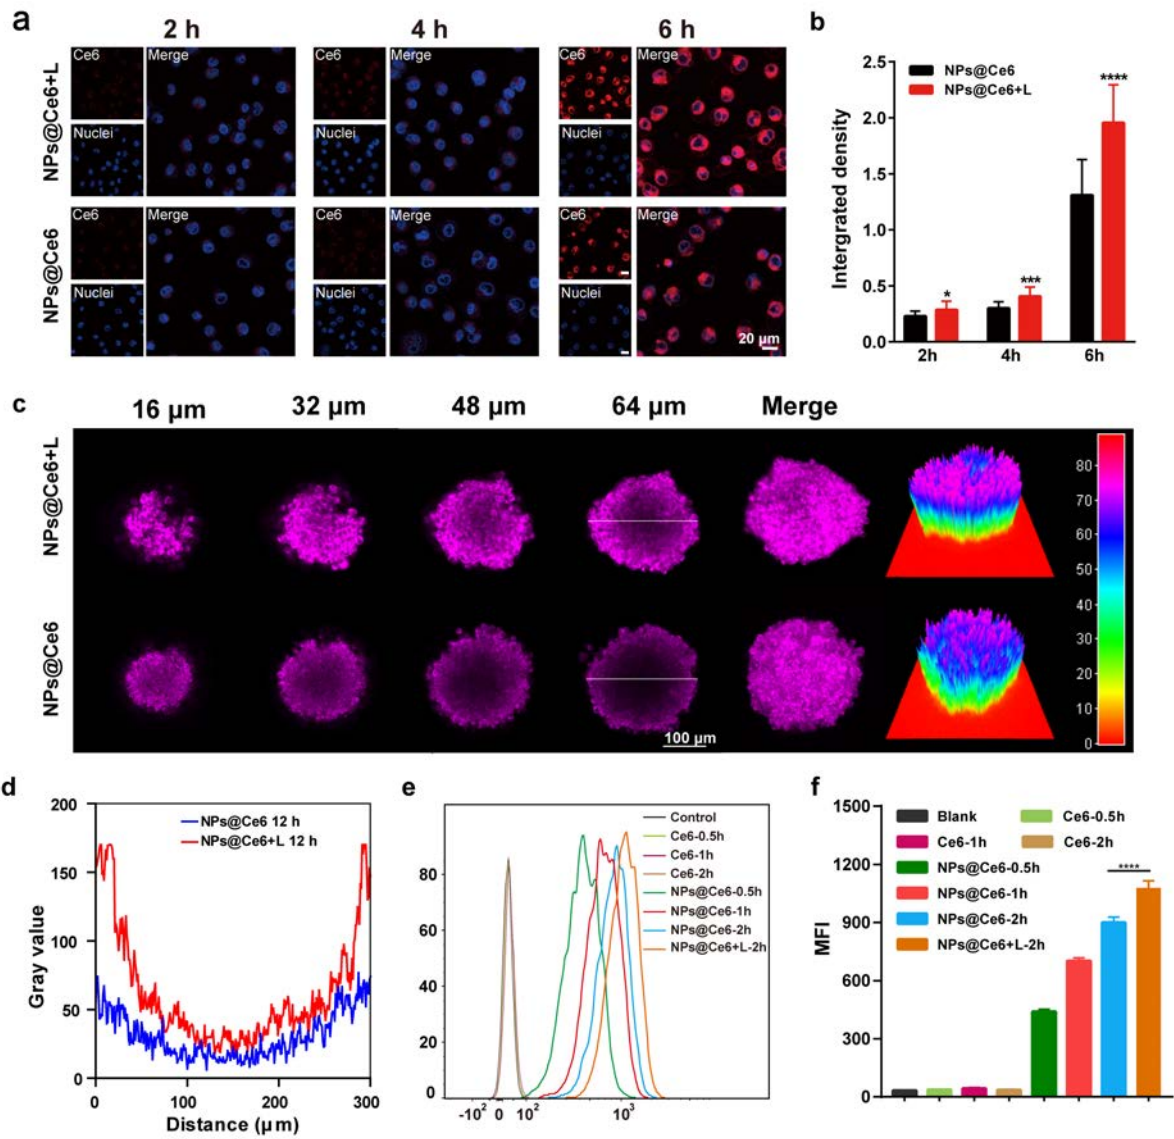 a
2 h
4 h
6 h
NPs@Ce6+L
Ce6
Merge
Nuclei
Ce6
Merge
Nuclei
Ce6
Merge
Nuclei
NPs@Ce6
Ce6
Merge
Nuclei
Ce6
Merge
Nuclei
Ce6
Merge
Nuclei
20 μm
b
Intergrated density
2.5
2.0
1.5
1.0
0.5
0.0
NPs@Ce6
NPs@Ce6+L
*
***
****
2h
4h
6h
c
16 μm
32 μm
48 μm
64 μm
Merge
NPs@Ce6+L
NPs@Ce6
100 μm
80
70
60
50
40
30
20
10
0
d
Gray value
200
150
100
50
0
NPs@Ce6 12 h
NPs@Ce6+L 12 h
0
100
200
300
Distance (μm)
e
80
60
40
20
0
Control
Ce6-0.5h
Ce6-1h
Ce6-2h
NPs@Ce6-0.5h
NPs@Ce6-1h
NPs@Ce6-2h
NPs@Ce6+L-2h
-10²
0
10²
10³
f
MFI
1500
1200
900
600
300
0
Blank
Ce6-0.5h
Ce6-1h
Ce6-2h
NPs@Ce6-0.5h
NPs@Ce6-1h
NPs@Ce6-2h
NPs@Ce6+L-2h
****